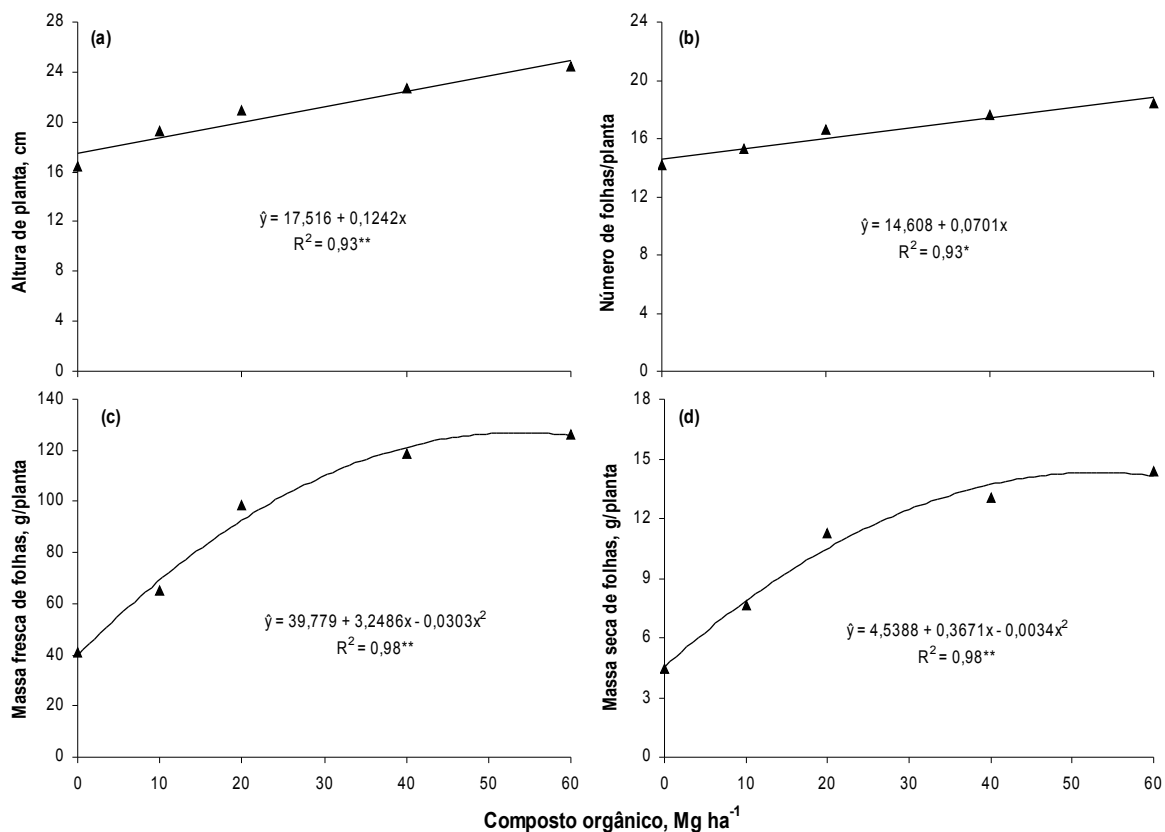 (a)
Altura de planta, cm
28
24
20
16
12
8
4
0
ŷ = 17,516 + 0,1242x
R² = 0,93**
(b)
Número de folhas/planta
24
20
16
12
8
4
0
ŷ = 14,608 + 0,0701x
R² = 0,93*
(c)
Massa fresca de folhas, g/planta
140
120
100
80
60
40
20
0
ŷ = 39,779 + 3,2486x - 0,0303x²
R² = 0,98**
0 10 20 30 40 50 60
(d)
Massa seca de folhas, g/planta
18
15
12
9
6
3
0
ŷ = 4,5388 + 0,3671x - 0,0034x²
R² = 0,98**
0 10 20 30 40 50 60
Composto orgânico, Mg ha⁻¹